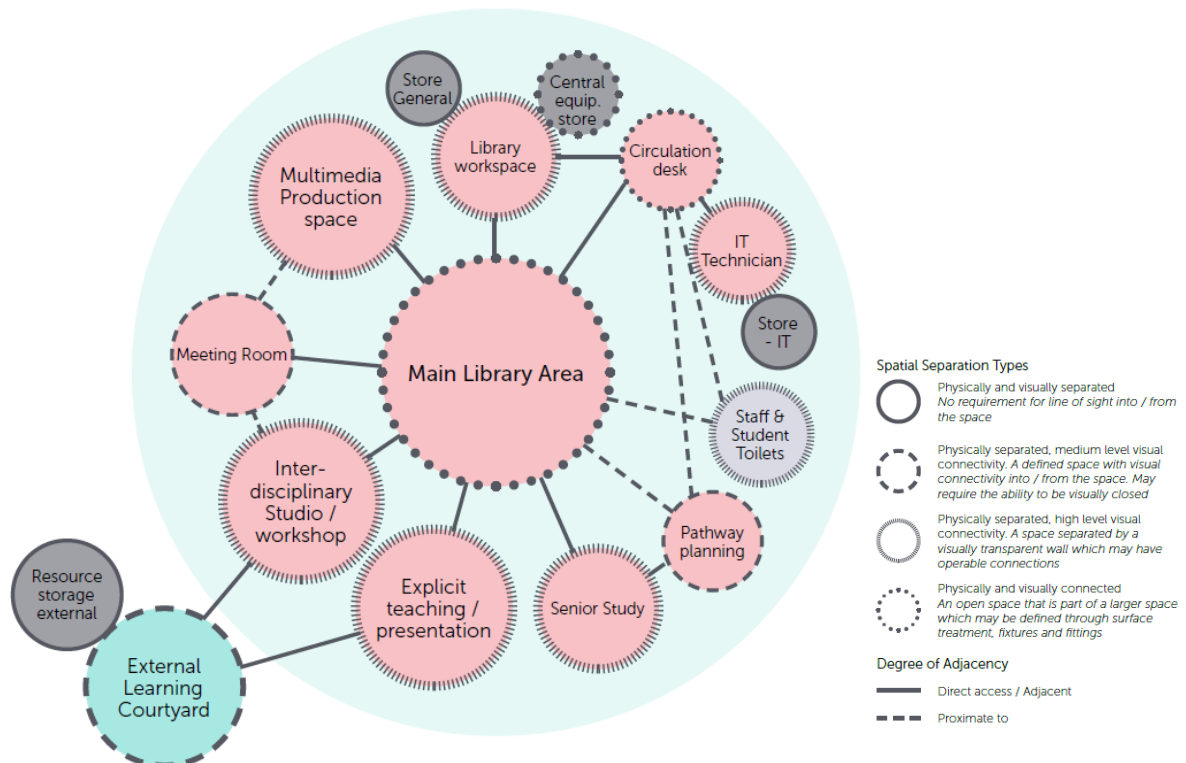 Store
General
Central
equip.
store
Library
workspace
Circulation
desk
Multimedia
Production
space
IT
Technician
Store
- IT
Meeting Room
Main Library Area
Staff &
Student
Toilets
Inter-
disciplinary
Studio /
workshop
Pathway
planning
Explicit
teaching /
presentation
Senior Study
Resource
storage
external
External
Learning
Courtyard
Spatial Separation Types
Physically and visually separated
No requirement for line of sight into / from
the space
Physically separated, medium level visual
connectivity. A defined space with visual
connectivity into / from the space. May
require the ability to be visually closed
Physically separated, high level visual
connectivity. A space separated by a
visually transparent wall which may have
operable connections
Physically and visually connected
An open space that is part of a larger space
which may be defined through surface
treatment, fixtures and fittings
Degree of Adjacency
Direct access / Adjacent
Proximate to